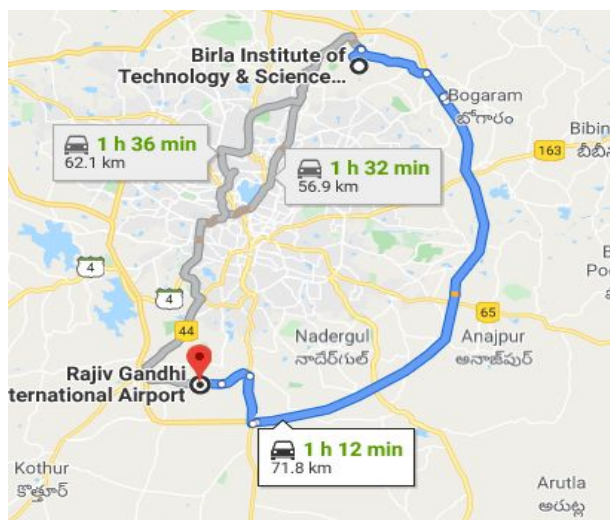 Birla Institute of
Technology & Science...
Bogaram
బోగారం
1 h 36 min
62.1 km
163
1 h 32 min
56.9 km
4
4
65
44
Nadergul
నాదేర్‌గుల్
Anajpur
అనాజ్‌పుర్
Rajiv Gandhi
nternational Airport
1 h 12 min
71.8 km
Kothur
కొత్తూర్
Arutla
అరుట్ల